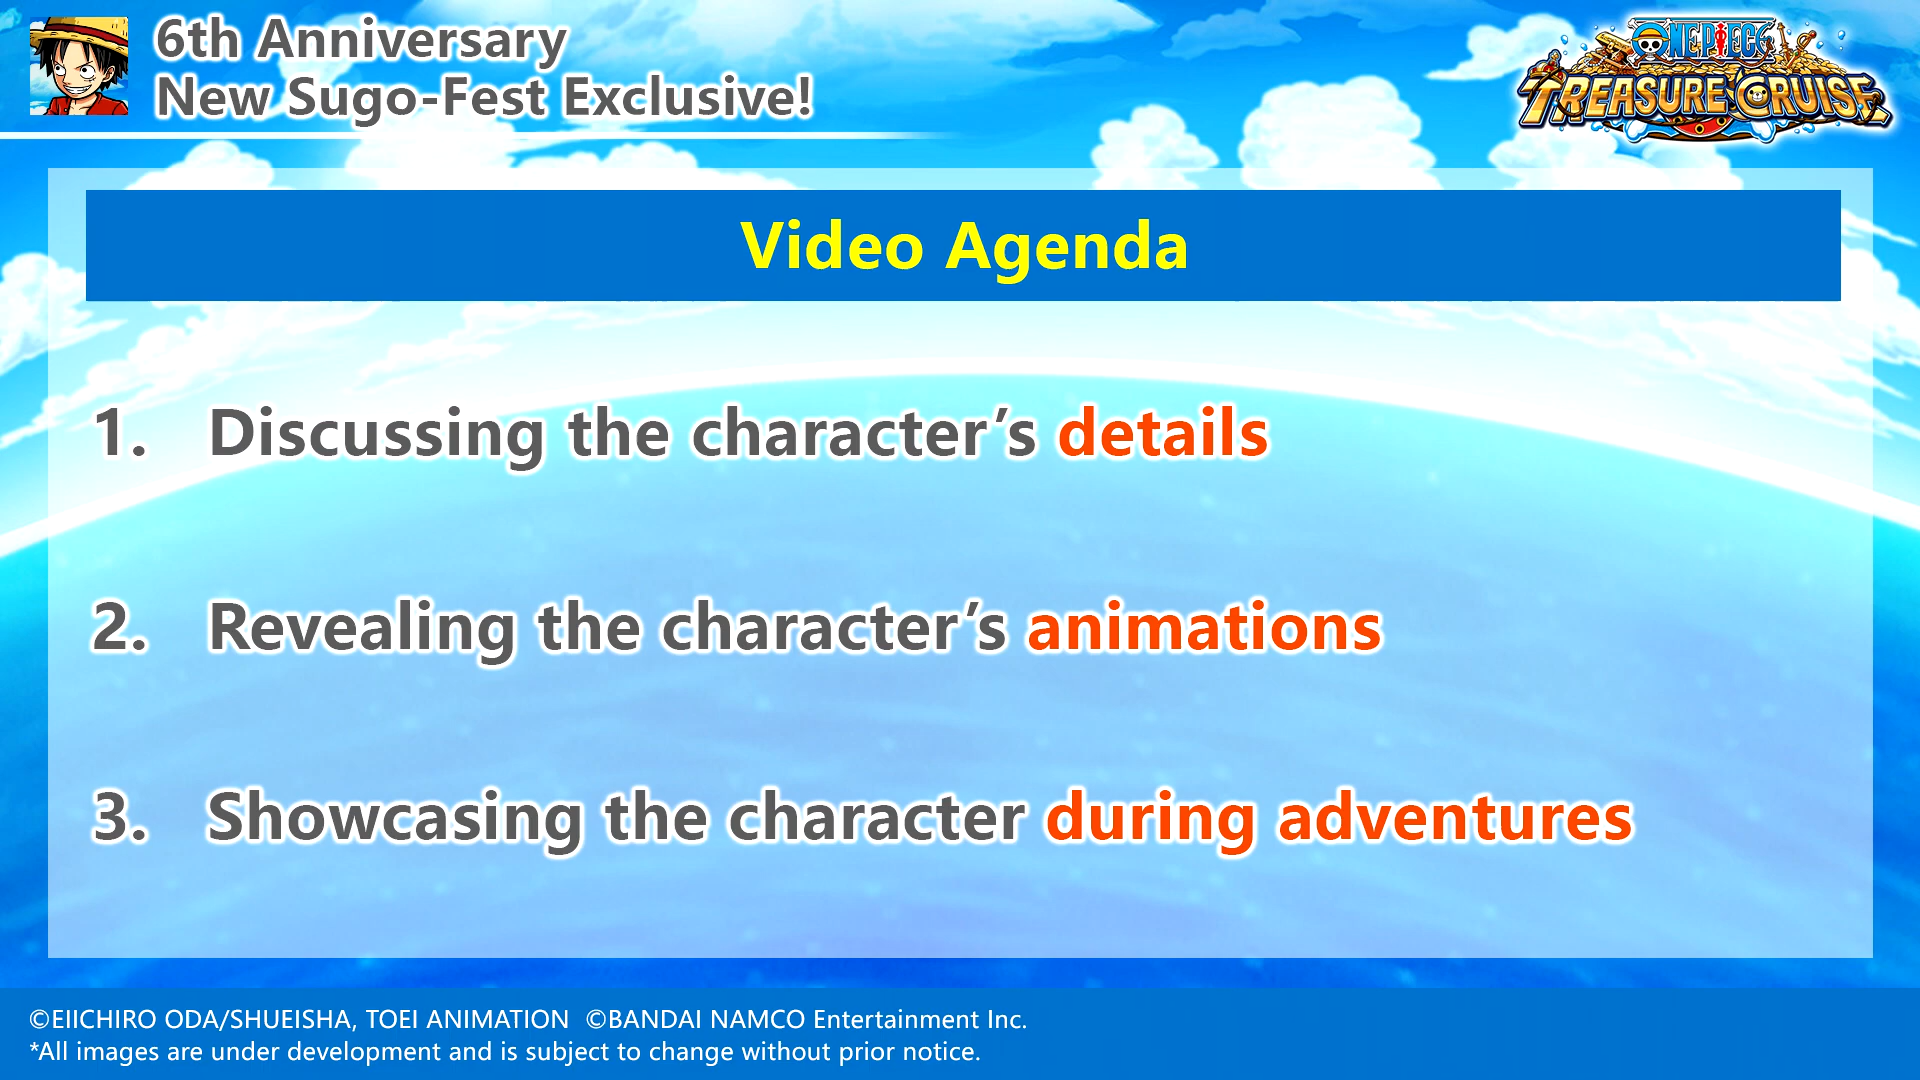 6th Anniversary
New Sugo-Fest Exclusive!
ONE PIECE
TREASURE CRUISE
Video Agenda
1. Discussing the character’s details
2. Revealing the character’s animations
3. Showcasing the character during adventures
©EIICHIRO ODA/SHUEISHA, TOEI ANIMATION ©BANDAI NAMCO Entertainment Inc.
*All images are under development and is subject to change without prior notice.